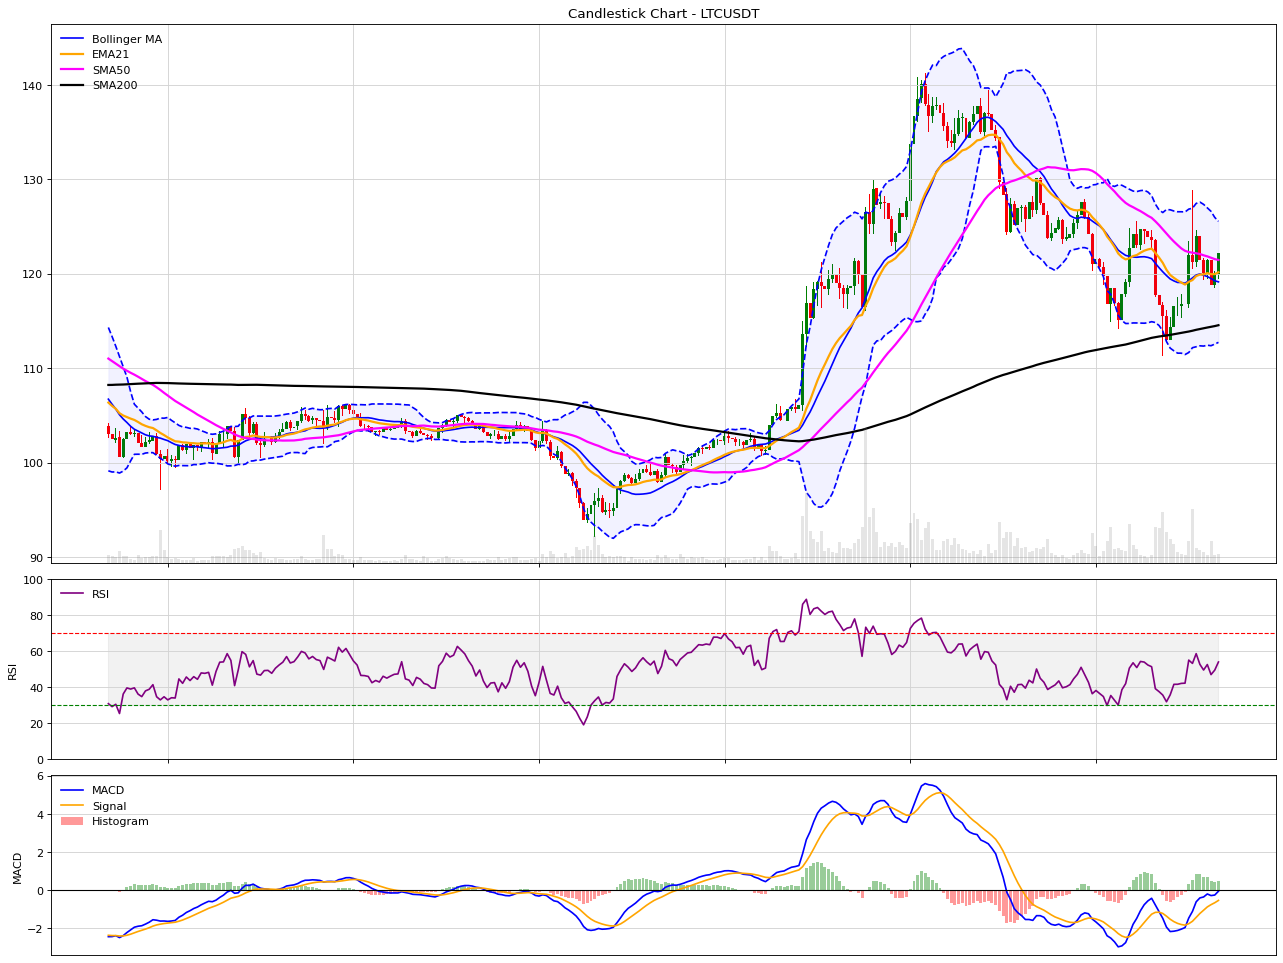 Candlestick Chart - LTCUSDT
Bollinger MA
EMA21
SMA50
SMA200
140
130
120
110
100
90
RSI
100
80
60
40
20
0
RSI
MACD
Signal
Histogram
6
4
2
0
−2
MACD